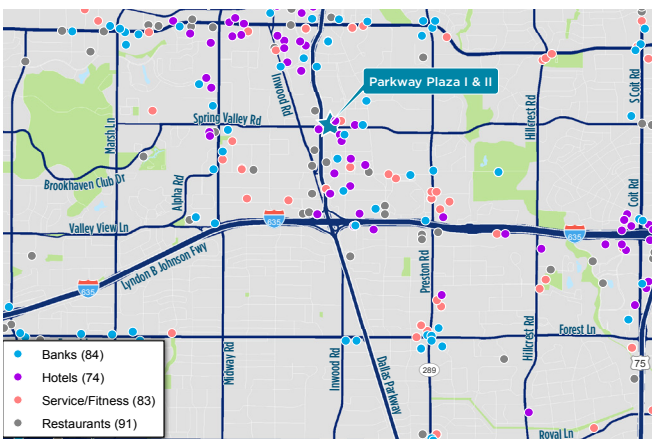 Parkway Plaza I & II
Inwood Rd
Spring Valley Rd
Marsh Ln
Hillcrest Rd
S Coit Rd
Brookhaven Club Dr
Alpha Rd
Coit Rd
Valley View Ln
635
635
Lyndon B Johnson Fwy
Preston Rd
635
Midway Rd
Inwood Rd
Dallas Parkway
Hillcrest Rd
Forest Ln
289
75
Royal Ln
Banks (84)
Hotels (74)
Service/Fitness (83)
Restaurants (91)